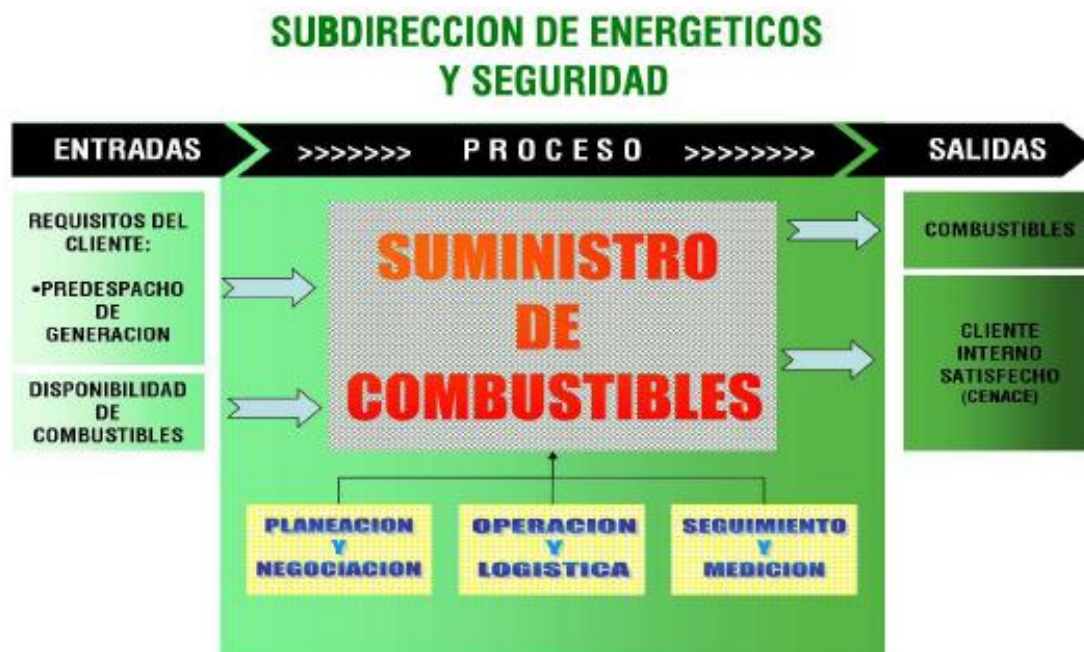 SUBDIRECCION DE ENERGETICOS
Y SEGURIDAD
ENTRADAS
>>>>>>> PROCESO >>>>>>>>
SALIDAS
REQUISITOS DEL
CLIENTE:
•PREDESPACHO
DE
GENERACION
DISPONIBILIDAD
DE
COMBUSTIBLES
SUMINISTRO
DE
COMBUSTIBLES
PLANEACION
Y
NEGOCIACION
OPERACION
Y
LOGISTICA
SEGUIMIENTO
Y
MEDICION
COMBUSTIBLES
CLIENTE
INTERNO
SATISFECHO
(CENACE)